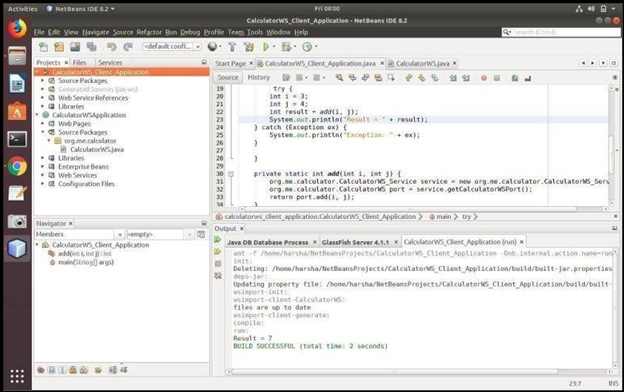 Activities NetBeans IDE 8.2 Fri 08:00
CalculatorWS_Client_Application - NetBeans IDE 8.2
File Edit View Navigate Source Refactor Run Debug Profile Team Tools Window Help
Search (Ctrl+I)
<default confi...
Projects Files Services
CalculatorWS_Client_Application
Source Packages
Generated Sources (jax-ws)
Web Service References
Libraries
CalculatorWSApplication
Web Pages
Source Packages
org.me.calculator
CalculatorWS.java
Libraries
Enterprise Beans
Web Services
Configuration Files
Navigator
Members <empty>
CalculatorWS_Client_Application
add(int i, int j) : int
main(String[] args)
Start Page CalculatorWS_Client_Application.java CalculatorWS.java
Source History
19 try {
20 int i = 3;
21 int j = 4;
22 int result = add(i, j);
23 System.out.println("Result = " + result);
24 } catch (Exception ex) {
25 System.out.println("Exception: " + ex);
26 }
27
28 }
29
30 private static int add(int i, int j) {
31 org.me.calculator.CalculatorWS_Service service = new org.me.calculator.CalculatorWS_Serv
32 org.me.calculator.CalculatorWS port = service.getCalculatorWSPort();
33 return port.add(i, j);
34 }
calculatorws_client_application.CalculatorWS_Client_Application main try
Output
Java DB Database Process GlassFish Server 4.1.1 CalculatorWS_Client_Application (run)
ant -f /home/harsha/NetBeansProjects/CalculatorWS_Client_Application -Dnb.internal.action.name=run
init:
Deleting: /home/harsha/NetBeansProjects/CalculatorWS_Client_Application/build/built-jar.properties
deps-jar:
Updating property file: /home/harsha/NetBeansProjects/CalculatorWS_Client_Application/build/built-
wsimport-init:
wsimport-client-CalculatorWS:
files are up to date
wsimport-client-generate:
compile:
run:
Result = 7
BUILD SUCCESSFUL (total time: 2 seconds)
23:7 INS